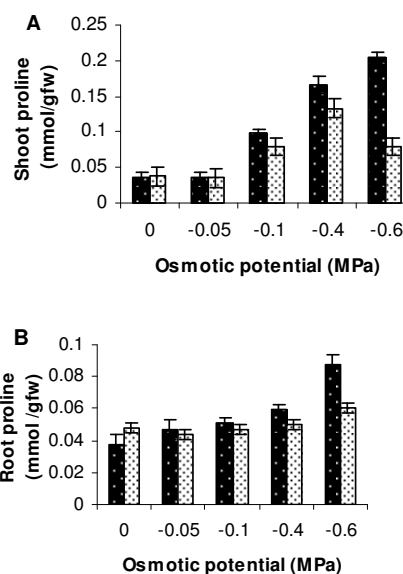 A
Shoot proline
(mmol/gfw)
0.25
0.2
0.15
0.1
0.05
0
0 -0.05 -0.1 -0.4 -0.6
Osmotic potential (MPa)
B
Root proline
(mmol /gfw)
0.1
0.08
0.06
0.04
0.02
0
0 -0.05 -0.1 -0.4 -0.6
Osmotic potential (MPa)